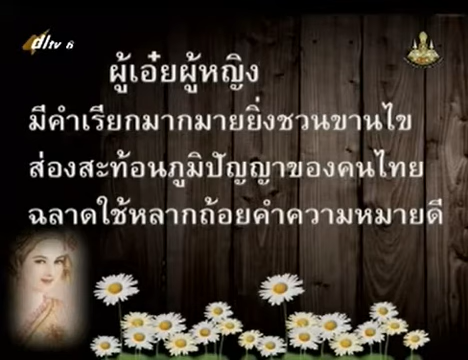 dltv 6
ผู้เอ๋ยผู้หญิง
มีคำเรียกมากมายยิ่งชวนขานไข
ส่องสะท้อนภูมิปัญญาของคนไทย
ฉลาดใช้หลากถ้อยคำความหมายดี